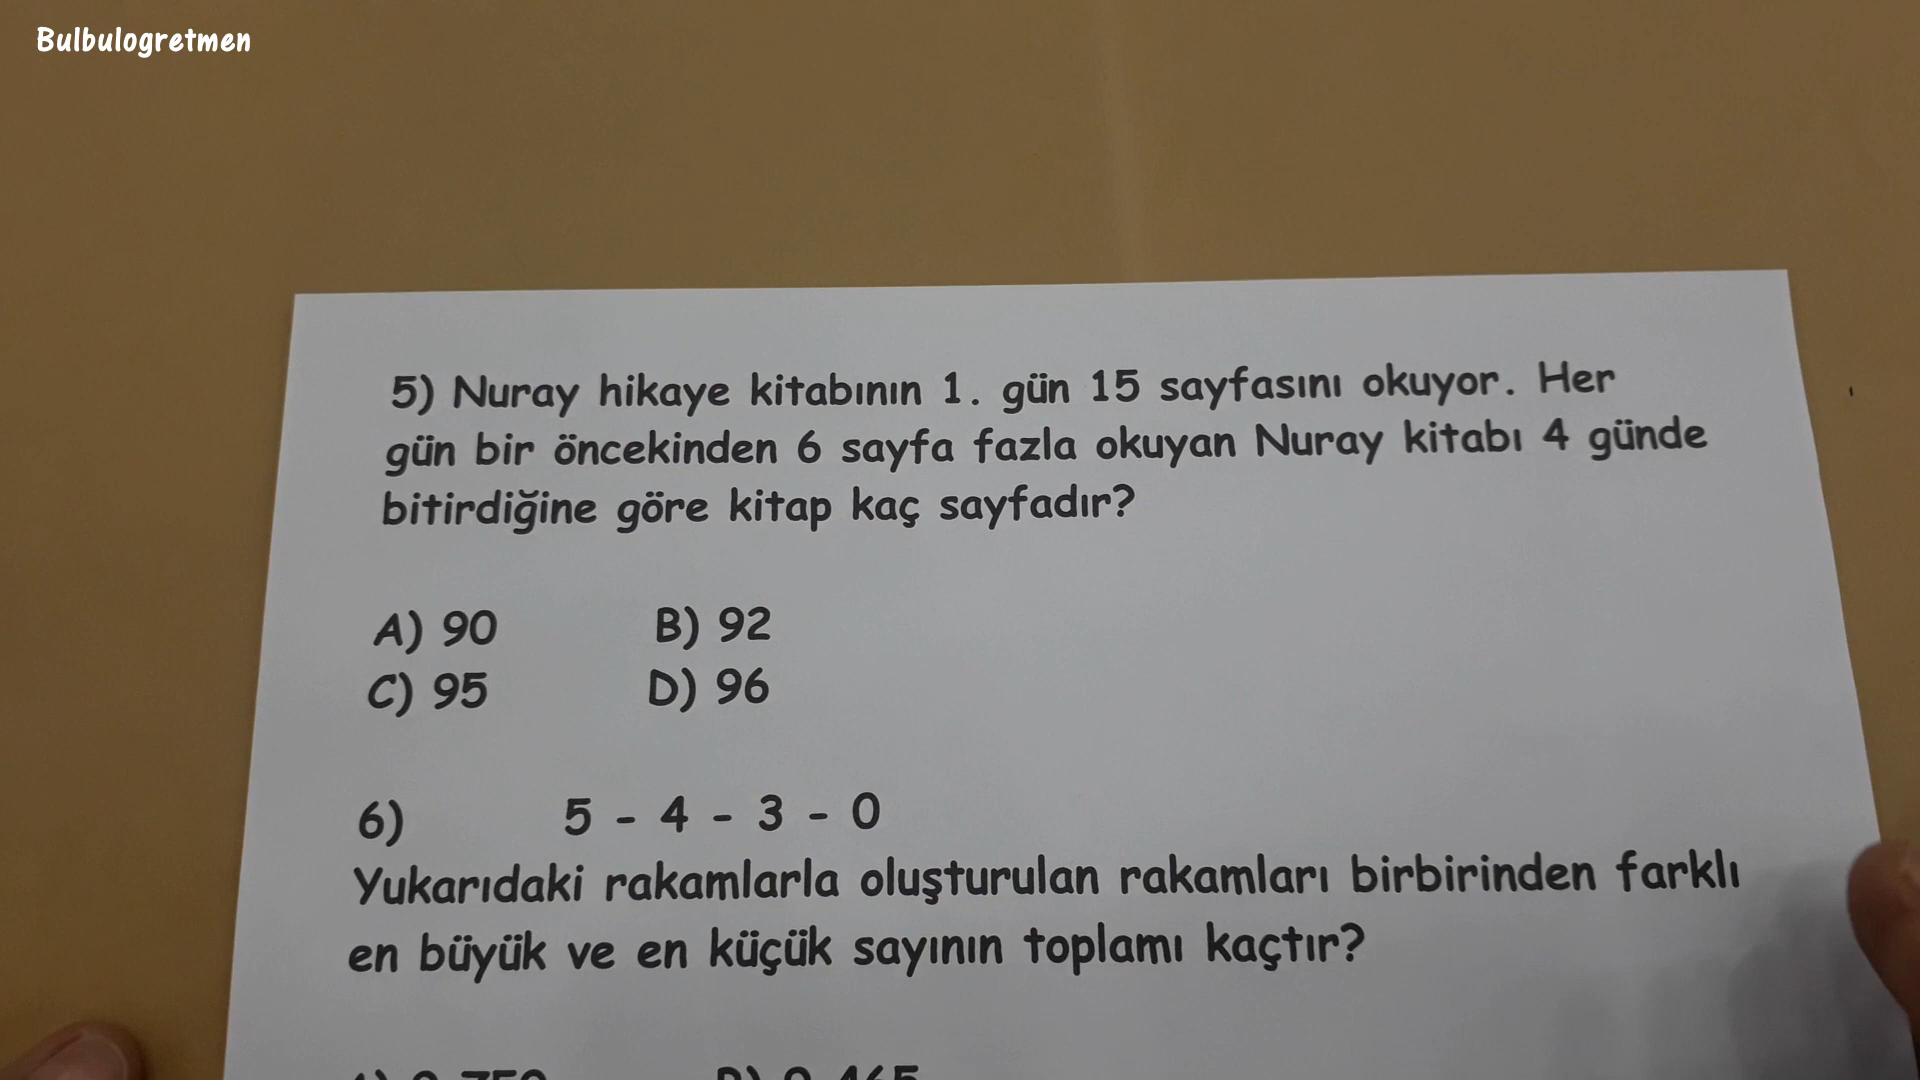 Bulbulogretmen
5) Nuray hikaye kitabının 1. gün 15 sayfasını okuyor. Her
gün bir öncekinden 6 sayfa fazla okuyan Nuray kitabı 4 günde
bitirdiğine göre kitap kaç sayfadır?
A) 90 B) 92
C) 95 D) 96
6) 5 - 4 - 3 - 0
Yukarıdaki rakamlarla oluşturulan rakamları birbirinden farklı
en büyük ve en küçük sayının toplamı kaçtır?